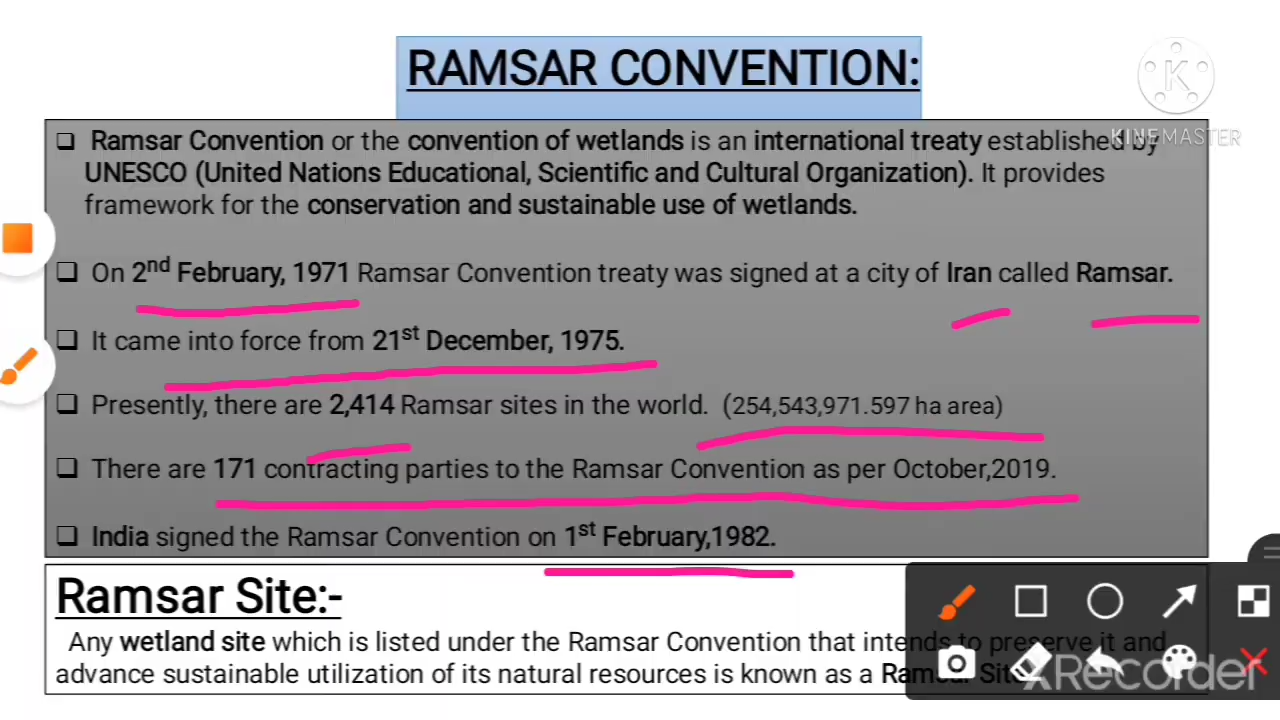 RAMSAR CONVENTION:
KINEMASTER
❑ Ramsar Convention or the convention of wetlands is an international treaty established by
UNESCO (United Nations Educational, Scientific and Cultural Organization). It provides
framework for the conservation and sustainable use of wetlands.
❑ On 2nd February, 1971 Ramsar Convention treaty was signed at a city of Iran called Ramsar.
❑ It came into force from 21st December, 1975.
❑ Presently, there are 2,414 Ramsar sites in the world. (254,543,971.597 ha area)
❑ There are 171 contracting parties to the Ramsar Convention as per October,2019.
❑ India signed the Ramsar Convention on 1st February,1982.
Ramsar Site:-
Any wetland site which is listed under the Ramsar Convention that intends to preserve it and
advance sustainable utilization of its natural resources is known as a Ramsar Site
XRecorder